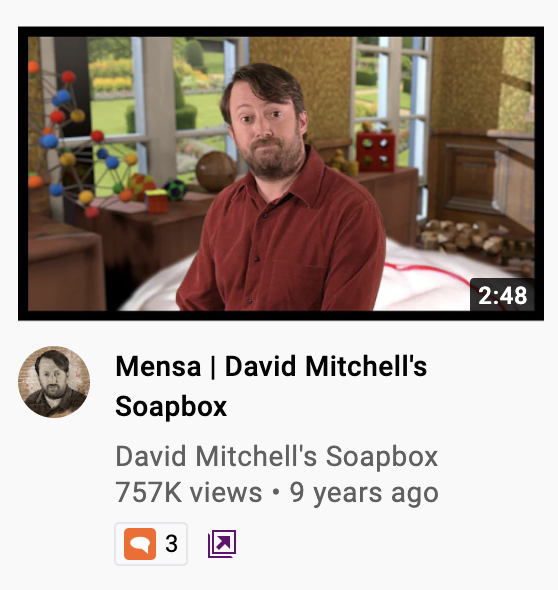 2:48
Mensa | David Mitchell's
Soapbox
David Mitchell's Soapbox
757K views • 9 years ago
3